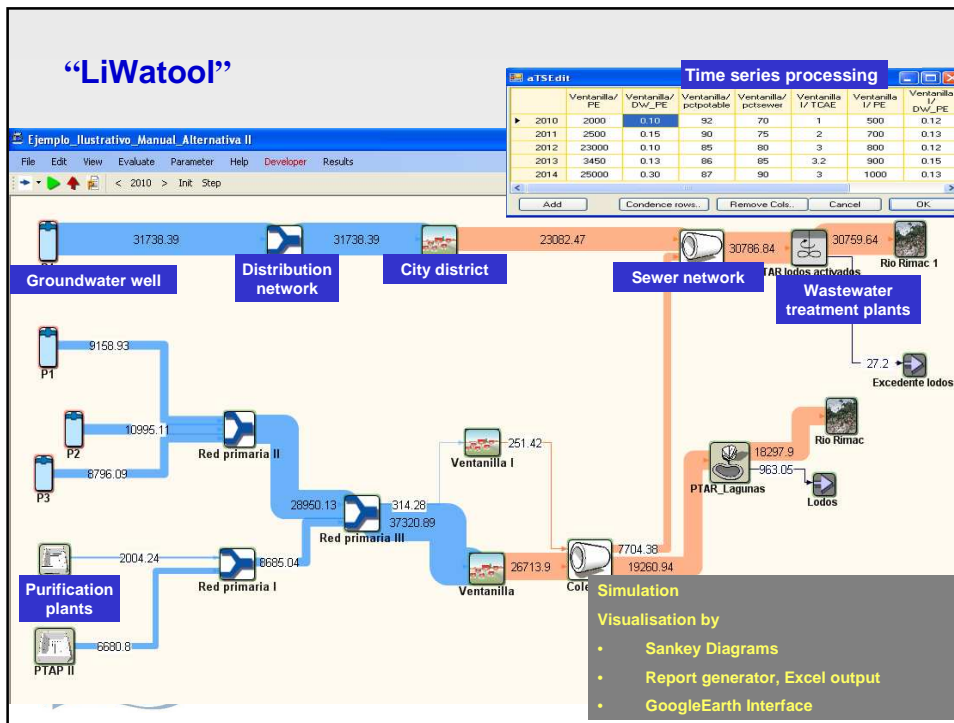 “LiWatool”
aTSEdit
Time series processing
Ventanilla/ PE Ventanilla/ DW_PE Ventanilla/ pctpotable Ventanilla/ pctsewer Ventanilla I/ TCAE Ventanilla I/ PE Ventanilla I/ DW_PE
2010 2000 0.10 92 70 1 500 0.12
2011 2500 0.15 90 75 2 700 0.13
2012 23000 0.10 85 80 3 800 0.12
2013 3450 0.13 86 85 3.2 900 0.15
2014 25000 0.30 87 90 3 1000 0.13
Add Condence rows.. Remove Cols.. Cancel OK
Ejemplo_Ilustrativo_Manual_Alternativa II
File Edit View Evaluate Parameter Help Developer Results
< 2010 > Init Step
31738.39
31738.39
23082.47
30786.84
30759.64
Groundwater well
Distribution
network
City district
Sewer network
TAR lodos activados
Rio Rimac 1
Wastewater
treatment plants
9158.93
P1
27.2
Excedente lodos
10995.11
P2
Red primaria II
251.42
Ventanilla I
18297.9
Rio Rimac
8796.09
P3
963.05
PTAR_Lagunas
Lodos
28950.13
314.28
37320.89
Red primaria III
7704.38
2004.24
8685.04
26713.9
19260.94
Purification
plants
Red primaria I
Ventanilla
Cole
6680.8
PTAP II
Simulation
Visualisation by
• Sankey Diagrams
• Report generator, Excel output
• GoogleEarth Interface